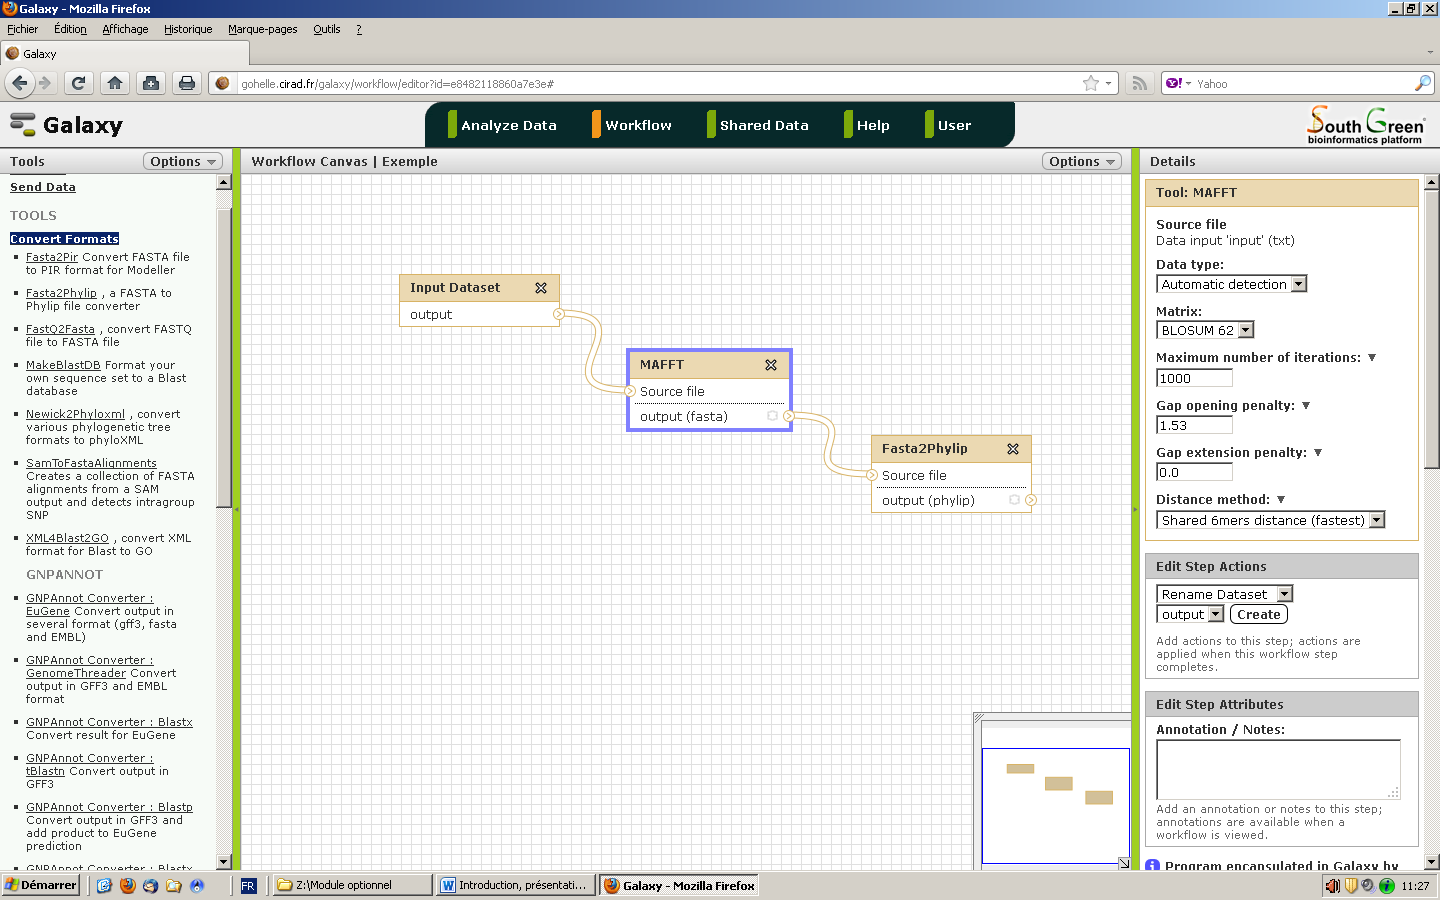 Galaxy - Mozilla Firefox
Fichier Édition Affichage Historique Marque-pages Outils ?
Galaxy
gohelle.cirad.fr/galaxy/workflow/editor?id=e8482118860a7e3e#
Yahoo
Galaxy
Analyze Data Workflow Shared Data Help User
South Green
bioinformatics platform
Tools Options
Send Data
TOOLS
Convert Formats
Fasta2Pir Convert FASTA file
to PIR format for Modeller
Fasta2Phylip , a FASTA to
Phylip file converter
FastQ2Fasta , convert FASTQ
file to FASTA file
MakeBlastDB Format your
own sequence set to a Blast
database
Newick2Phyloxml , convert
various phylogenetic tree
formats to phyloXML
SamToFastaAlignments
Creates a collection of FASTA
alignments from a SAM
output and detects intragroup
SNP
XML4Blast2GO , convert XML
format for Blast to GO
GNPANNOT
GNPAnnot Converter :
EuGene Convert output in
several format (gff3, fasta
and EMBL)
GNPAnnot Converter :
GenomeThreader Convert
output in GFF3 and EMBL
format
GNPAnnot Converter : Blastx
Convert result for EuGene
GNPAnnot Converter :
tBlastn Convert output in
GFF3
GNPAnnot Converter : Blastp
Convert output in GFF3 and
add product to EuGene
prediction
GNPAnnot Converter : Blastx
Workflow Canvas | Exemple Options
Input Dataset
output
MAFFT
Source file
output (fasta)
Fasta2Phylip
Source file
output (phylip)
Details
Tool: MAFFT
Source file
Data input 'input' (txt)
Data type:
Automatic detection
Matrix:
BLOSUM 62
Maximum number of iterations:
1000
Gap opening penalty:
1.53
Gap extension penalty:
0.0
Distance method:
Shared 6mers distance (fastest)
Edit Step Actions
Rename Dataset
output Create
Add actions to this step; actions are
applied when this workflow step
completes.
Edit Step Attributes
Annotation / Notes:
Add an annotation or notes to this step;
annotations are available when a
workflow is viewed.
Program encapsulated in Galaxy by
Démarrer FR Z:\Module optionnel Introduction, présentati... Galaxy - Mozilla Firefox 11:27